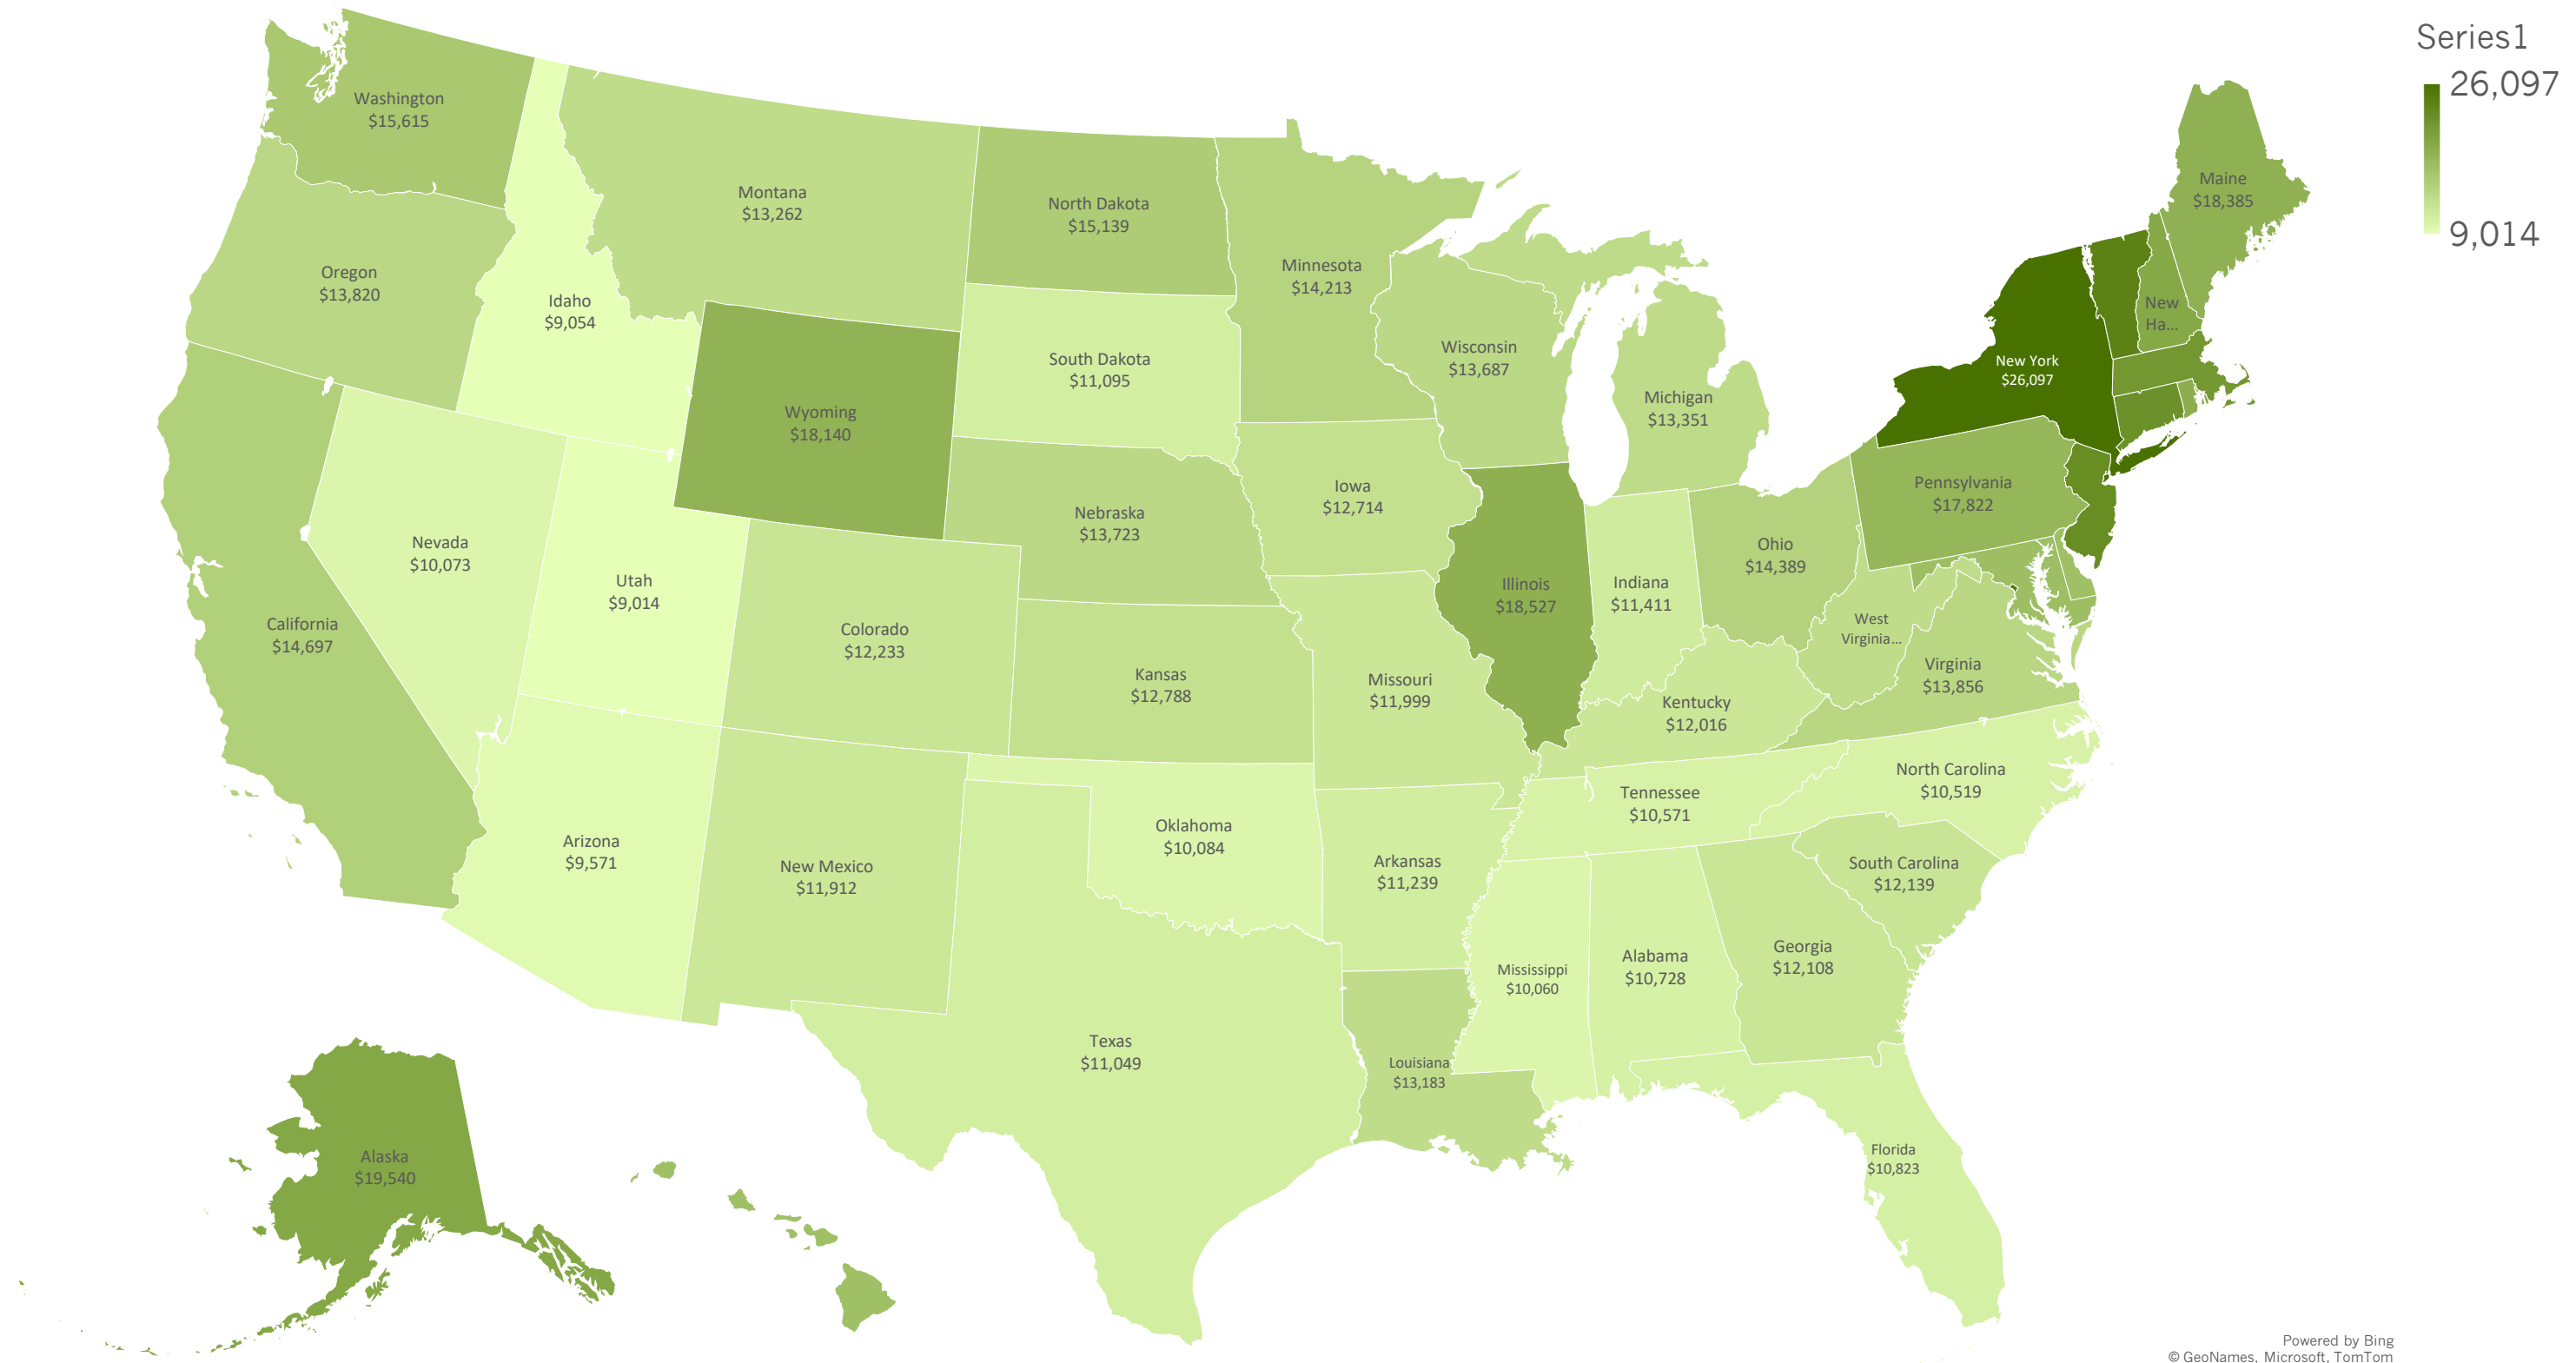 Series1
26,097
9,014
Washington
$15,615
Montana
$13,262
North Dakota
$15,139
Minnesota
$14,213
Maine
$18,385
Oregon
$13,820
Idaho
$9,054
South Dakota
$11,095
Wisconsin
$13,687
Michigan
$13,351
New
Ha...
New York
$26,097
Wyoming
$18,140
Nebraska
$13,723
Iowa
$12,714
Pennsylvania
$17,822
Nevada
$10,073
Utah
$9,014
Illinois
$18,527
Indiana
$11,411
Ohio
$14,389
California
$14,697
Colorado
$12,233
Kansas
$12,788
Missouri
$11,999
West
Virginia...
Virginia
$13,856
Kentucky
$12,016
Arizona
$9,571
New Mexico
$11,912
Oklahoma
$10,084
Arkansas
$11,239
Tennessee
$10,571
North Carolina
$10,519
South Carolina
$12,139
Mississippi
$10,060
Alabama
$10,728
Georgia
$12,108
Texas
$11,049
Louisiana
$13,183
Florida
$10,823
Alaska
$19,540
Powered by Bing
© GeoNames, Microsoft, TomTom